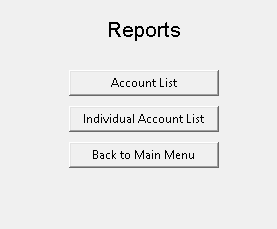 Reports
Account List
Individual Account List
Back to Main Menu